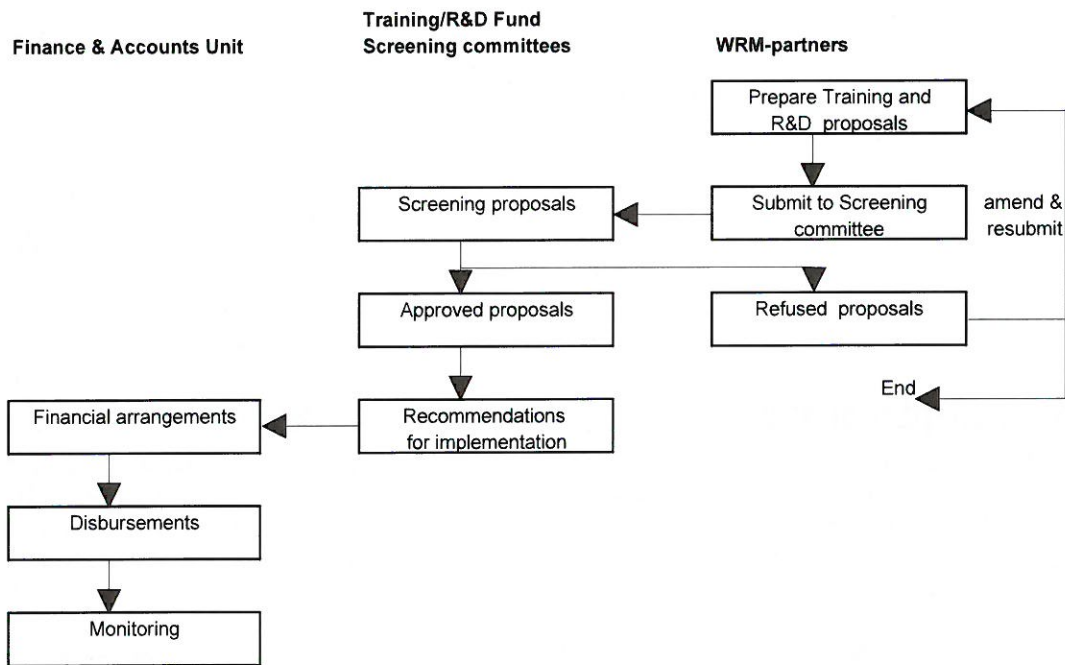 Finance & Accounts Unit
Training/R&D Fund
Screening committees
WRM-partners
Prepare Training and
R&D proposals
Screening proposals
Submit to Screening
committee
amend &
resubmit
Approved proposals
Refused proposals
End
Financial arrangements
Recommendations
for implementation
Disbursements
Monitoring